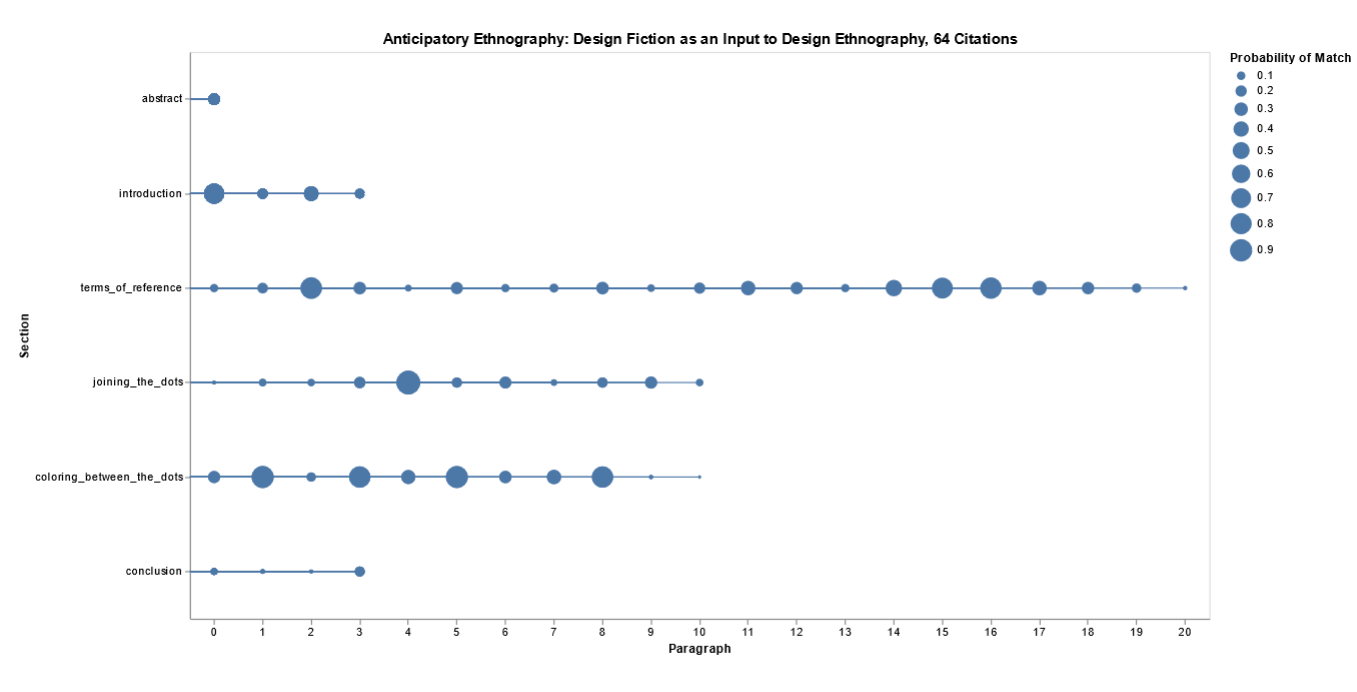 Anticipatory Ethnography: Design Fiction as an Input to Design Ethnography, 64 Citations
Probability of Match
0.1
0.2
0.3
0.4
0.5
0.6
0.7
0.8
0.9
Section
abstract
introduction
terms_of_reference
joining_the_dots
coloring_between_the_dots
conclusion
0 1 2 3 4 5 6 7 8 9 10 11 12 13 14 15 16 17 18 19 20
Paragraph